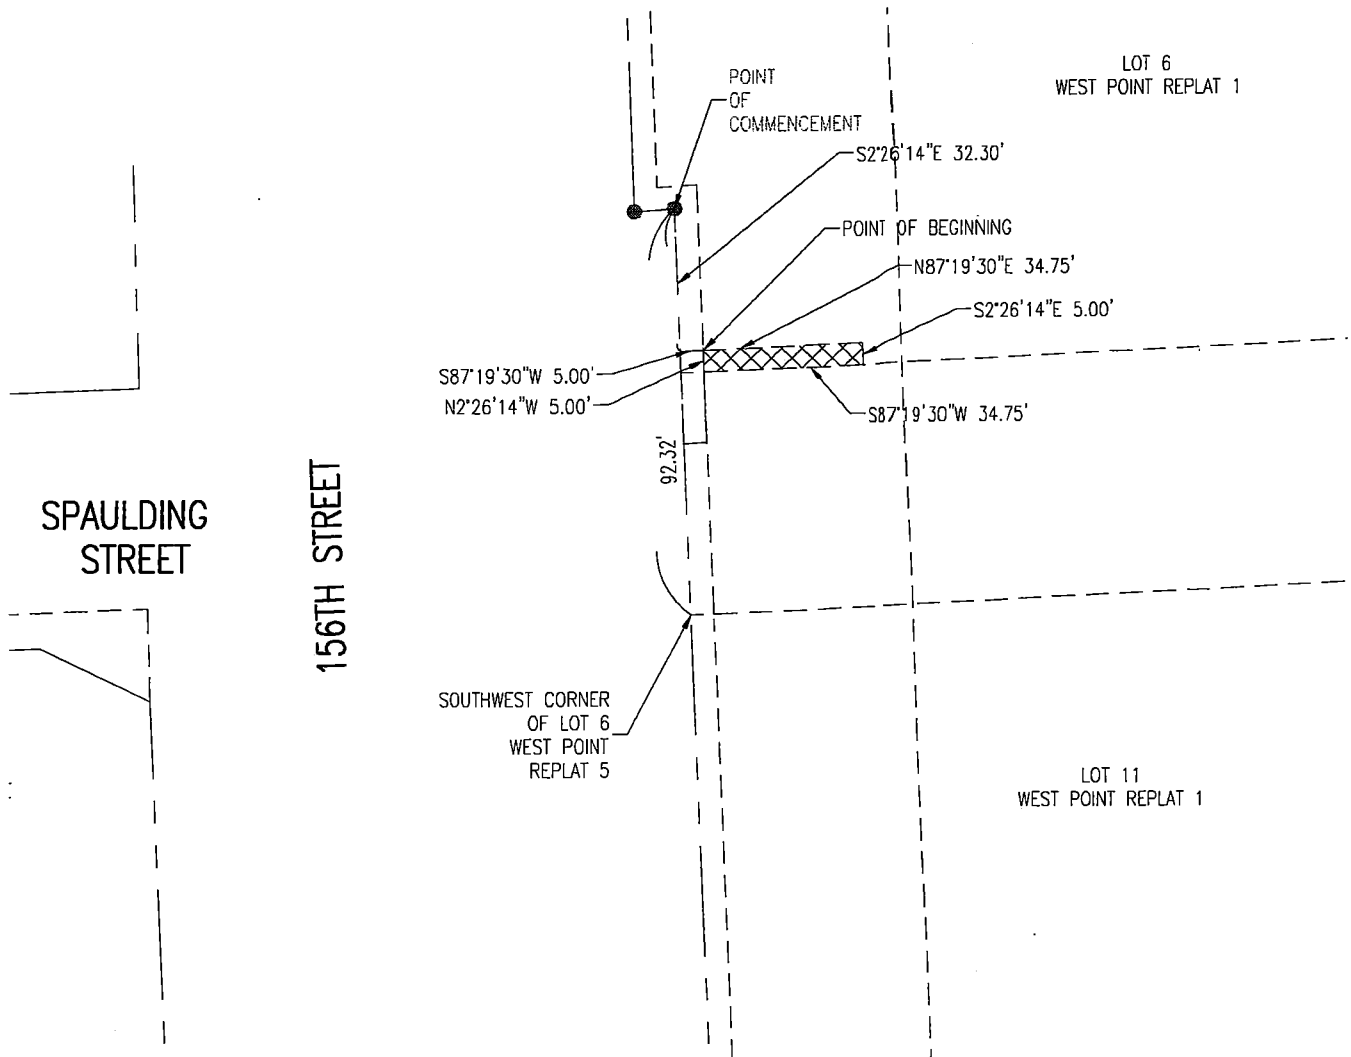 LOT 6
WEST POINT REPLAT 1
POINT
OF
COMMENCEMENT
S2°26'14"E 32.30'
POINT OF BEGINNING
N87°19'30"E 34.75'
S2°26'14"E 5.00'
S87°19'30"W 5.00'
N2°26'14"W 5.00'
S87°19'30"W 34.75'
92.32'
SPAULDING
STREET
156TH STREET
SOUTHWEST CORNER
OF LOT 6
WEST POINT
REPLAT 5
LOT 11
WEST POINT REPLAT 1